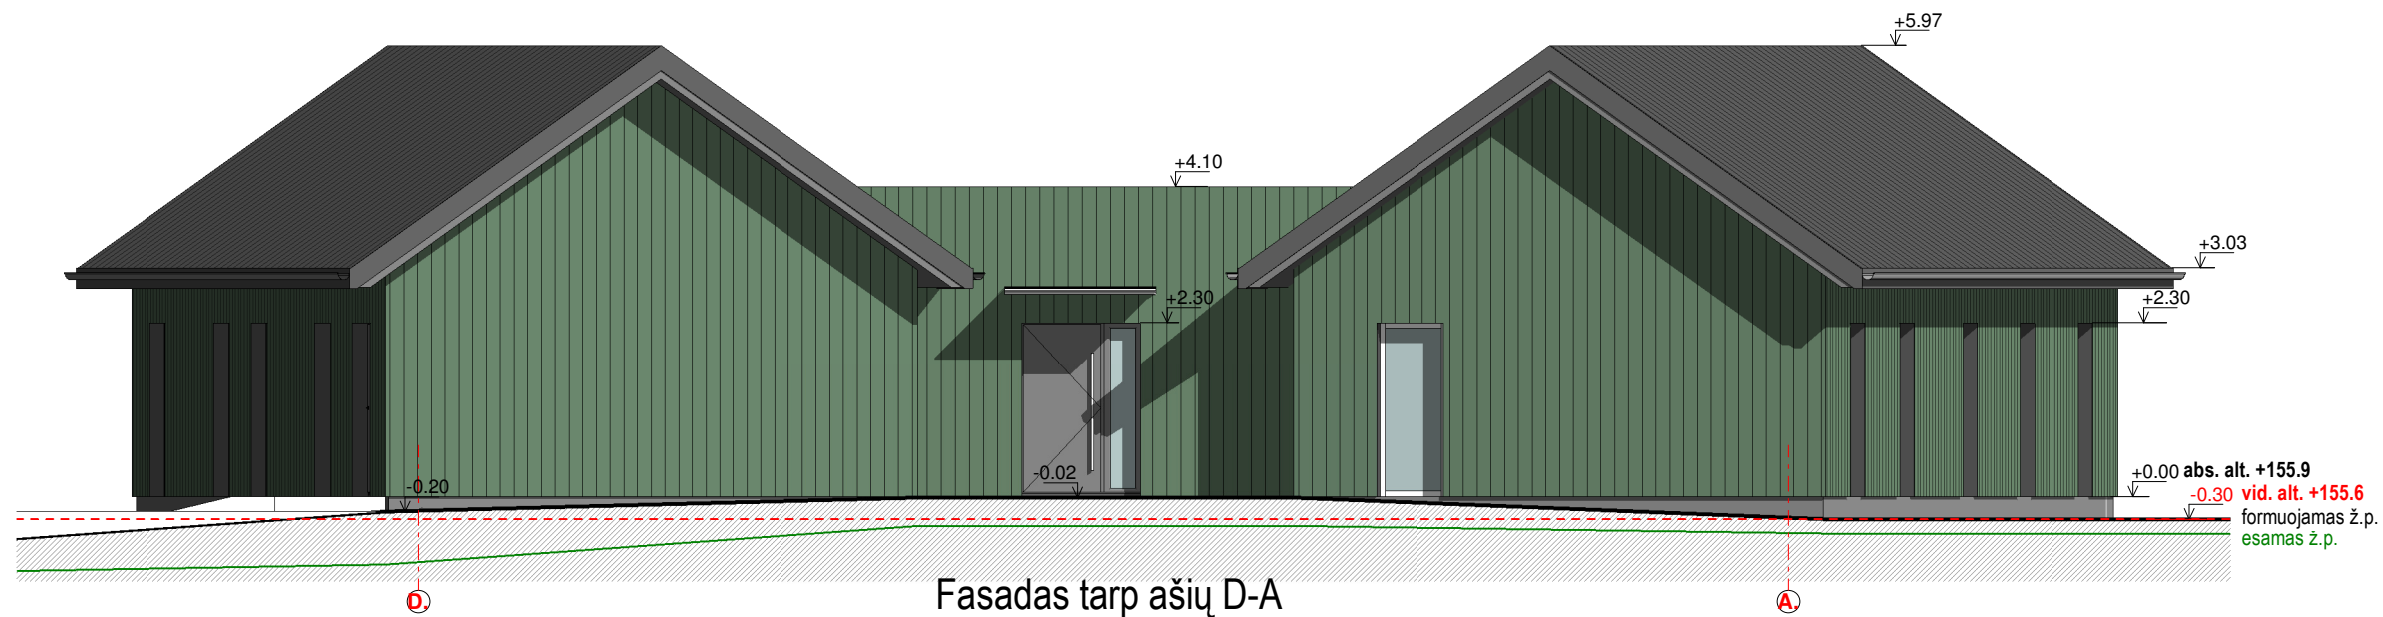 +5.97
+4.10
+3.03
+2.30
+2.30
-0.02
-0.20
+0.00 abs. alt. +155.9
-0.30 vid. alt. +155.6
formuojamas ž.p.
esamas ž.p.
Fasadas tarp ašių D-A
D.
A.